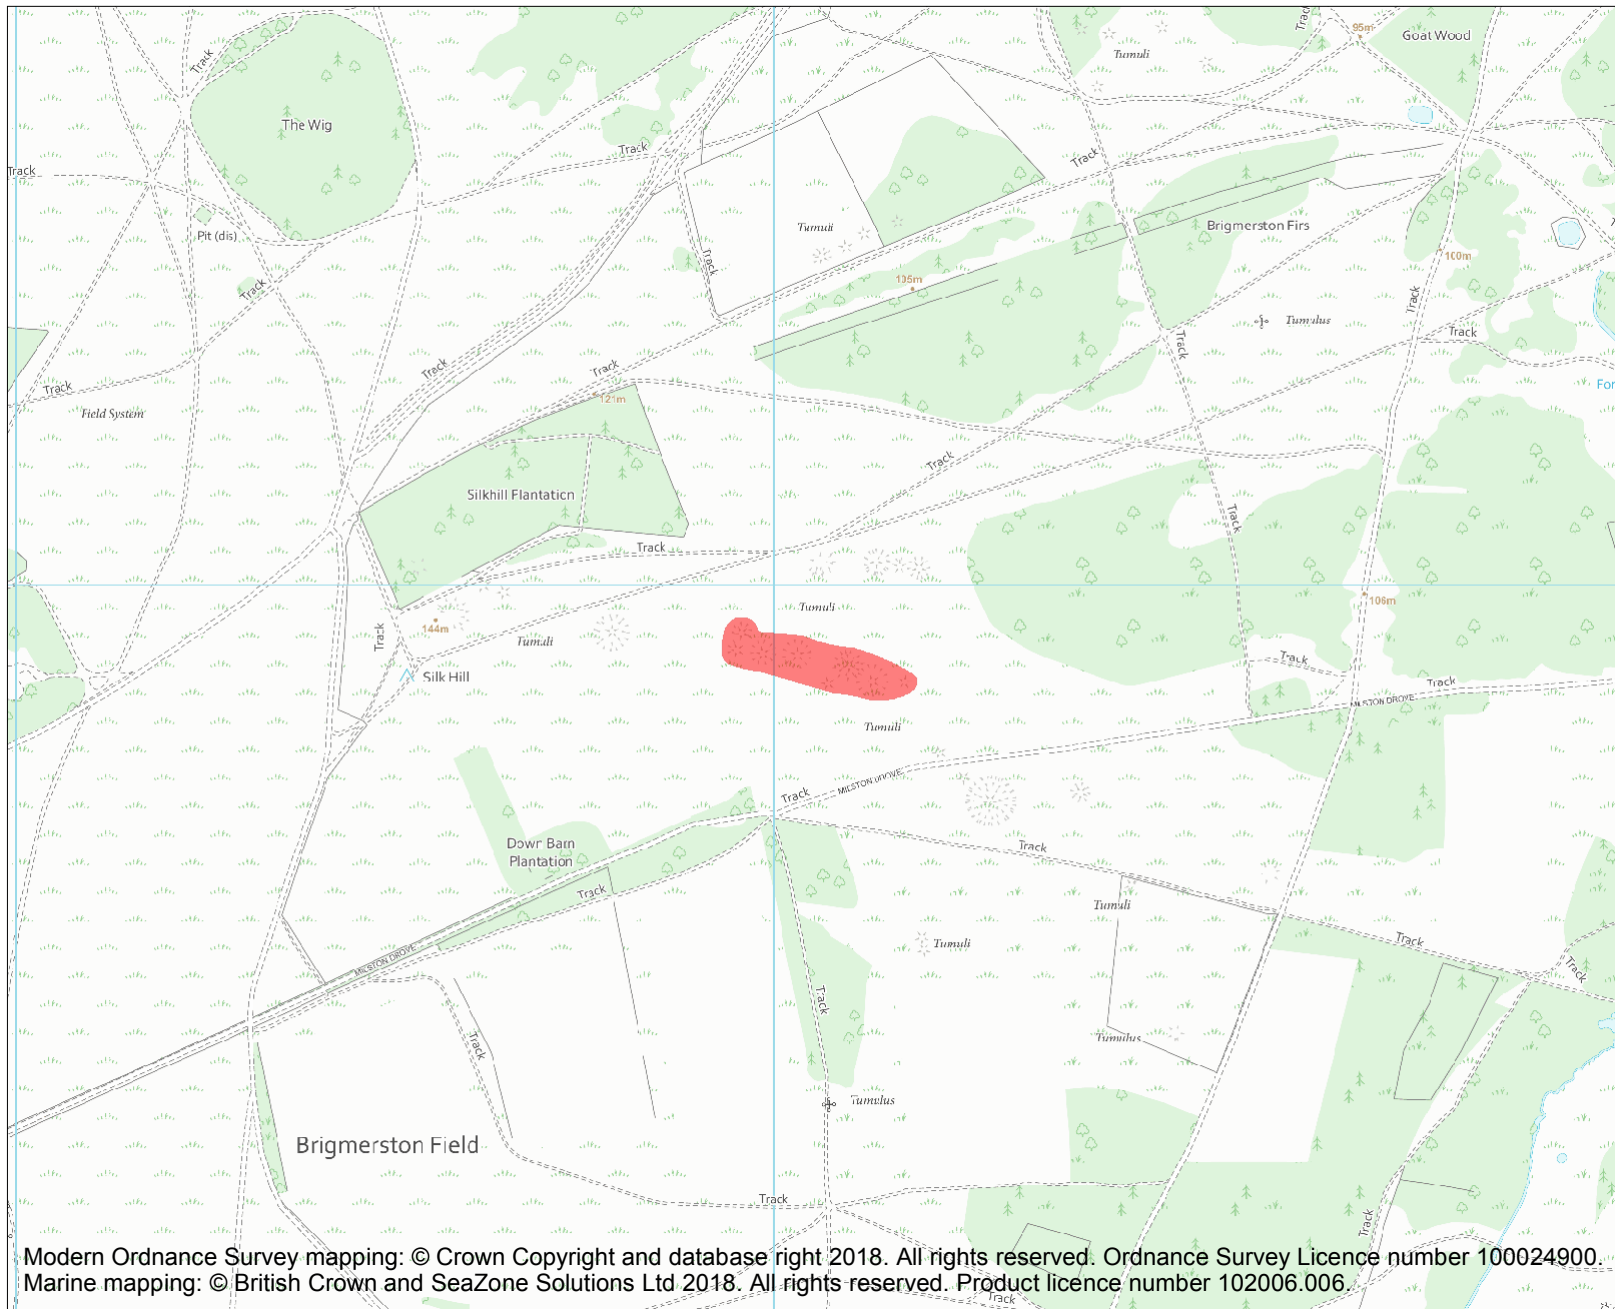 95m
Goat Wood
Track
Track
Tumuli
The Wig
Track
Track
Track
Tumuli
Pit (dis)
Brigmerston Firs
Track
100m
Track
105m
Track
Tumulus
Track
Track
Track
Track
Track
For
121m
Field System
Track
Silkhill Plantation
Track
Track
Tumuli
106m
144m
Track
Tumuli
Track
Silk Hill
Track
MILSTON DROVE
Tumuli
Track
MILSTON DROVE
Down Barn
Plantation
Track
Track
Tumuli
Tumuli
Track
MILSTON DROVE
Track
Track
Track
Tumulus
Tumulus
Brigmerston Field
Track
Track
Modern Ordnance Survey mapping: © Crown Copyright and database right 2018. All rights reserved. Ordnance Survey Licence number 100024900.
Marine mapping: © British Crown and SeaZone Solutions Ltd 2018. All rights reserved. Product licence number 102006.006.
Track